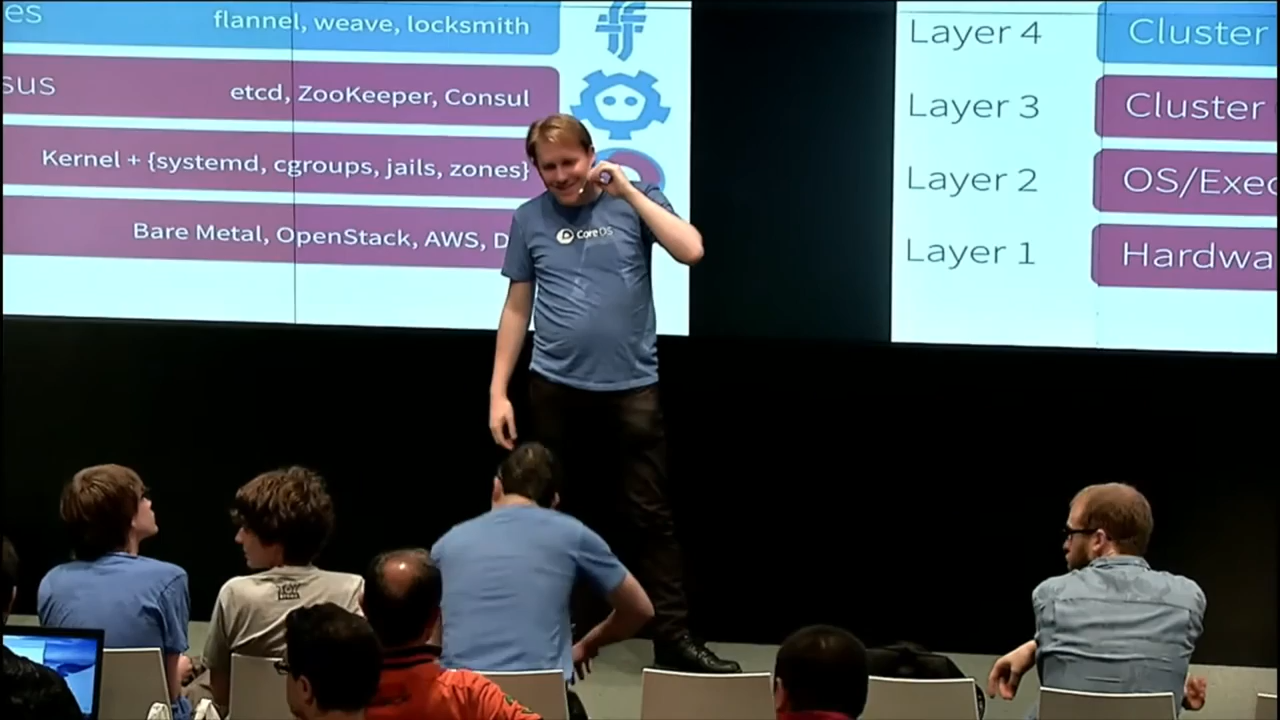 es
flannel, weave, locksmith
sus
etcd, ZooKeeper, Consul
Kernel + {systemd, cgroups, jails, zones}
Bare Metal, OpenStack, AWS, D
Layer 4
Cluster
Layer 3
Cluster
Layer 2
OS/Exec
Layer 1
Hardwa
CoreOS